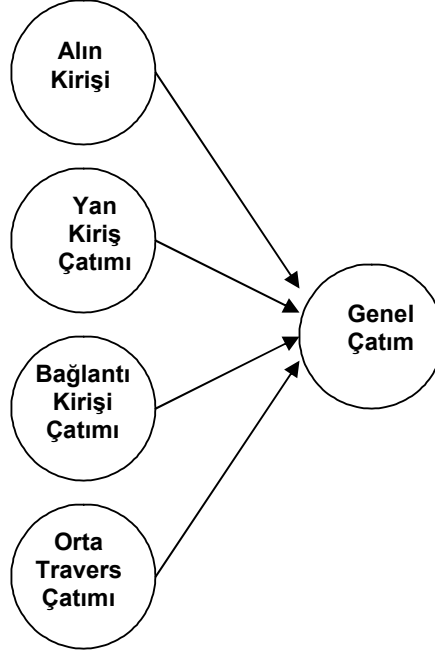 Alın
Kirişi
Yan
Kiriş
Çatımı
Bağlantı
Kirişi
Çatımı
Orta
Travers
Çatımı
Genel
Çatım